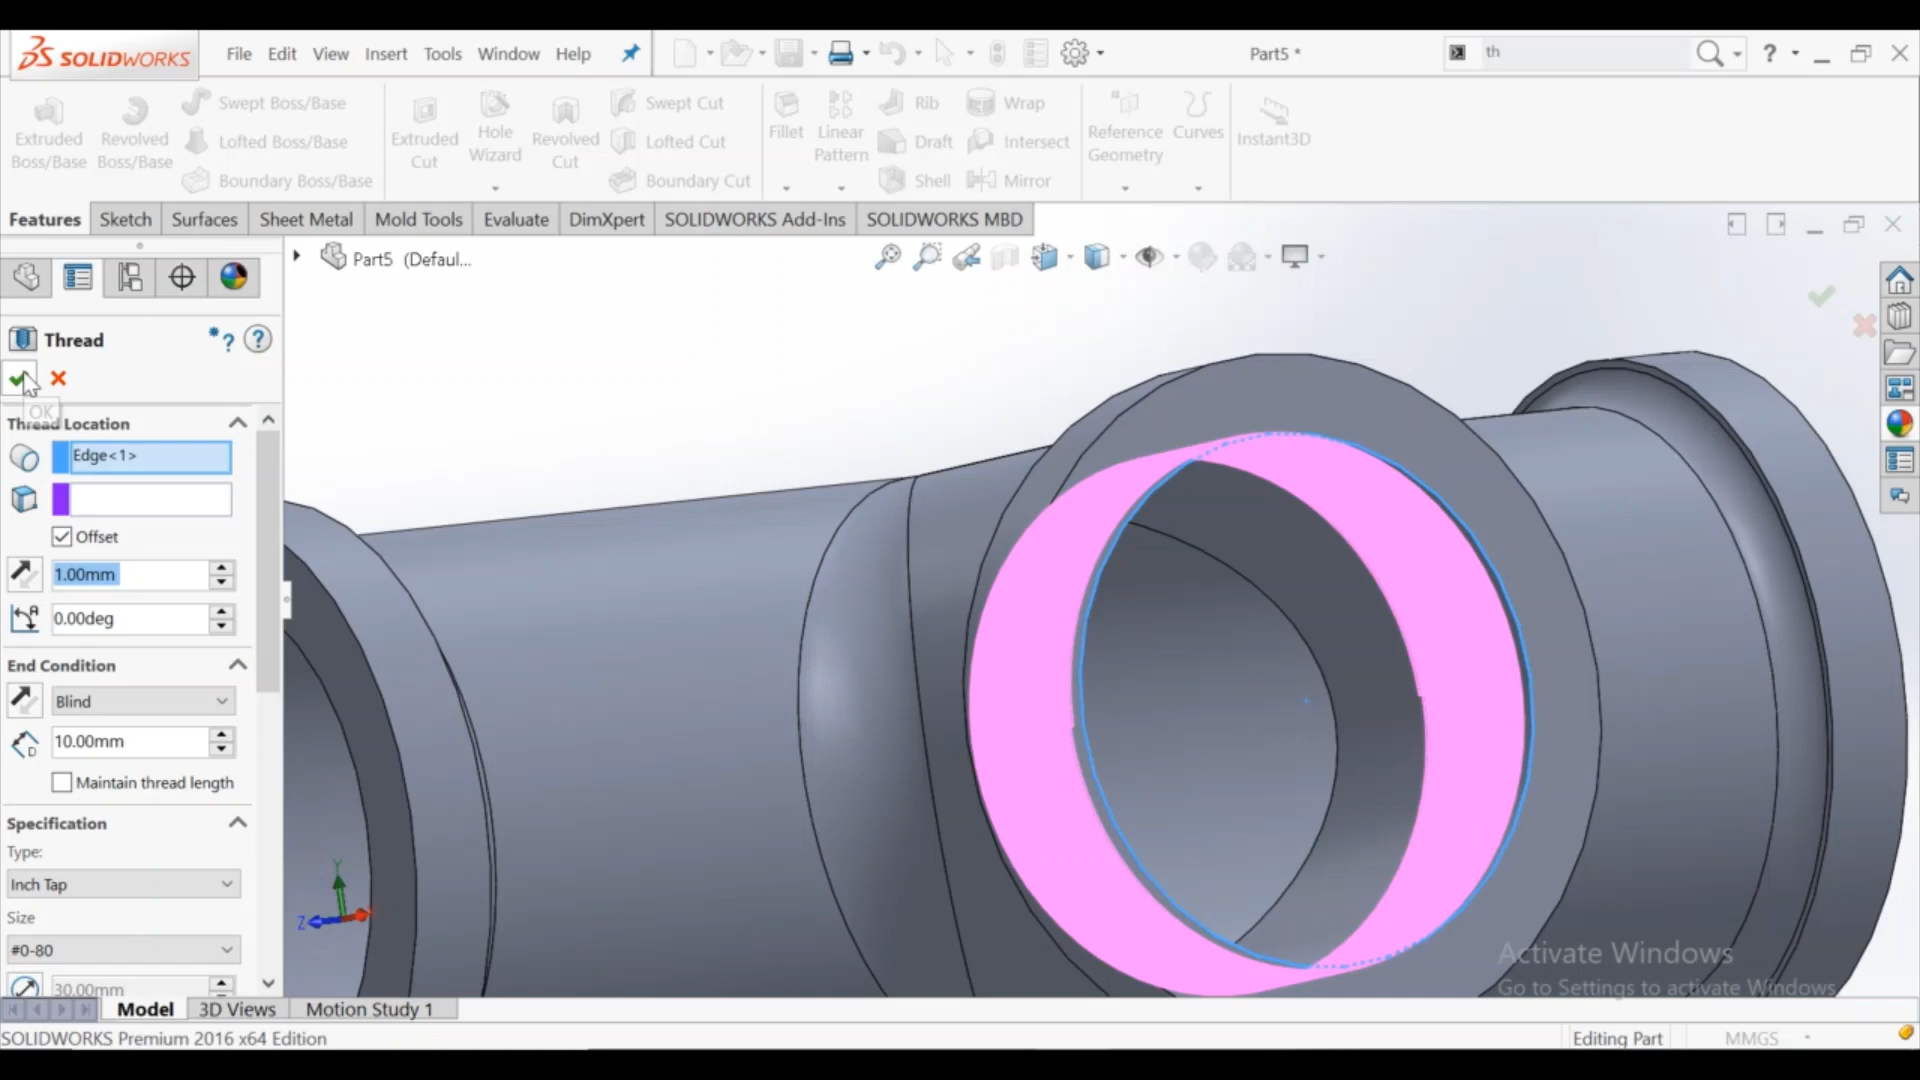 SOLIDWORKS File Edit View Insert Tools Window Help Part5 * th ?
Extruded Boss/Base
Revolved Boss/Base
Swept Boss/Base
Lofted Boss/Base
Boundary Boss/Base
Extruded Cut
Hole Wizard
Revolved Cut
Swept Cut
Lofted Cut
Boundary Cut
Fillet
Linear Pattern
Rib
Draft
Shell
Wrap
Intersect
Mirror
Reference Geometry
Curves
Instant3D
Features Sketch Surfaces Sheet Metal Mold Tools Evaluate DimXpert SOLIDWORKS Add-Ins SOLIDWORKS MBD
Part5 (Defaul...
Thread
OK
Thread Location
Edge<1>
Offset
1.00mm
0.00deg
End Condition
Blind
10.00mm
Maintain thread length
Specification
Type:
Inch Tap
Size
#0-80
30.00mm
Y
Z
Activate Windows
Go to Settings to activate Windows.
Model 3D Views Motion Study 1
SOLIDWORKS Premium 2016 x64 Edition Editing Part MMGS